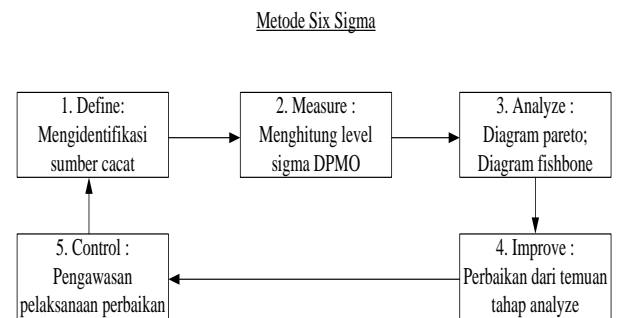 Metode Six Sigma
1. Define:
Mengidentifikasi
sumber cacat
2. Measure :
Menghitung level
sigma DPMO
3. Analyze :
Diagram pareto;
Diagram fishbone
4. Improve :
Perbaikan dari temuan
tahap analyze
5. Control :
Pengawasan
pelaksanaan perbaikan